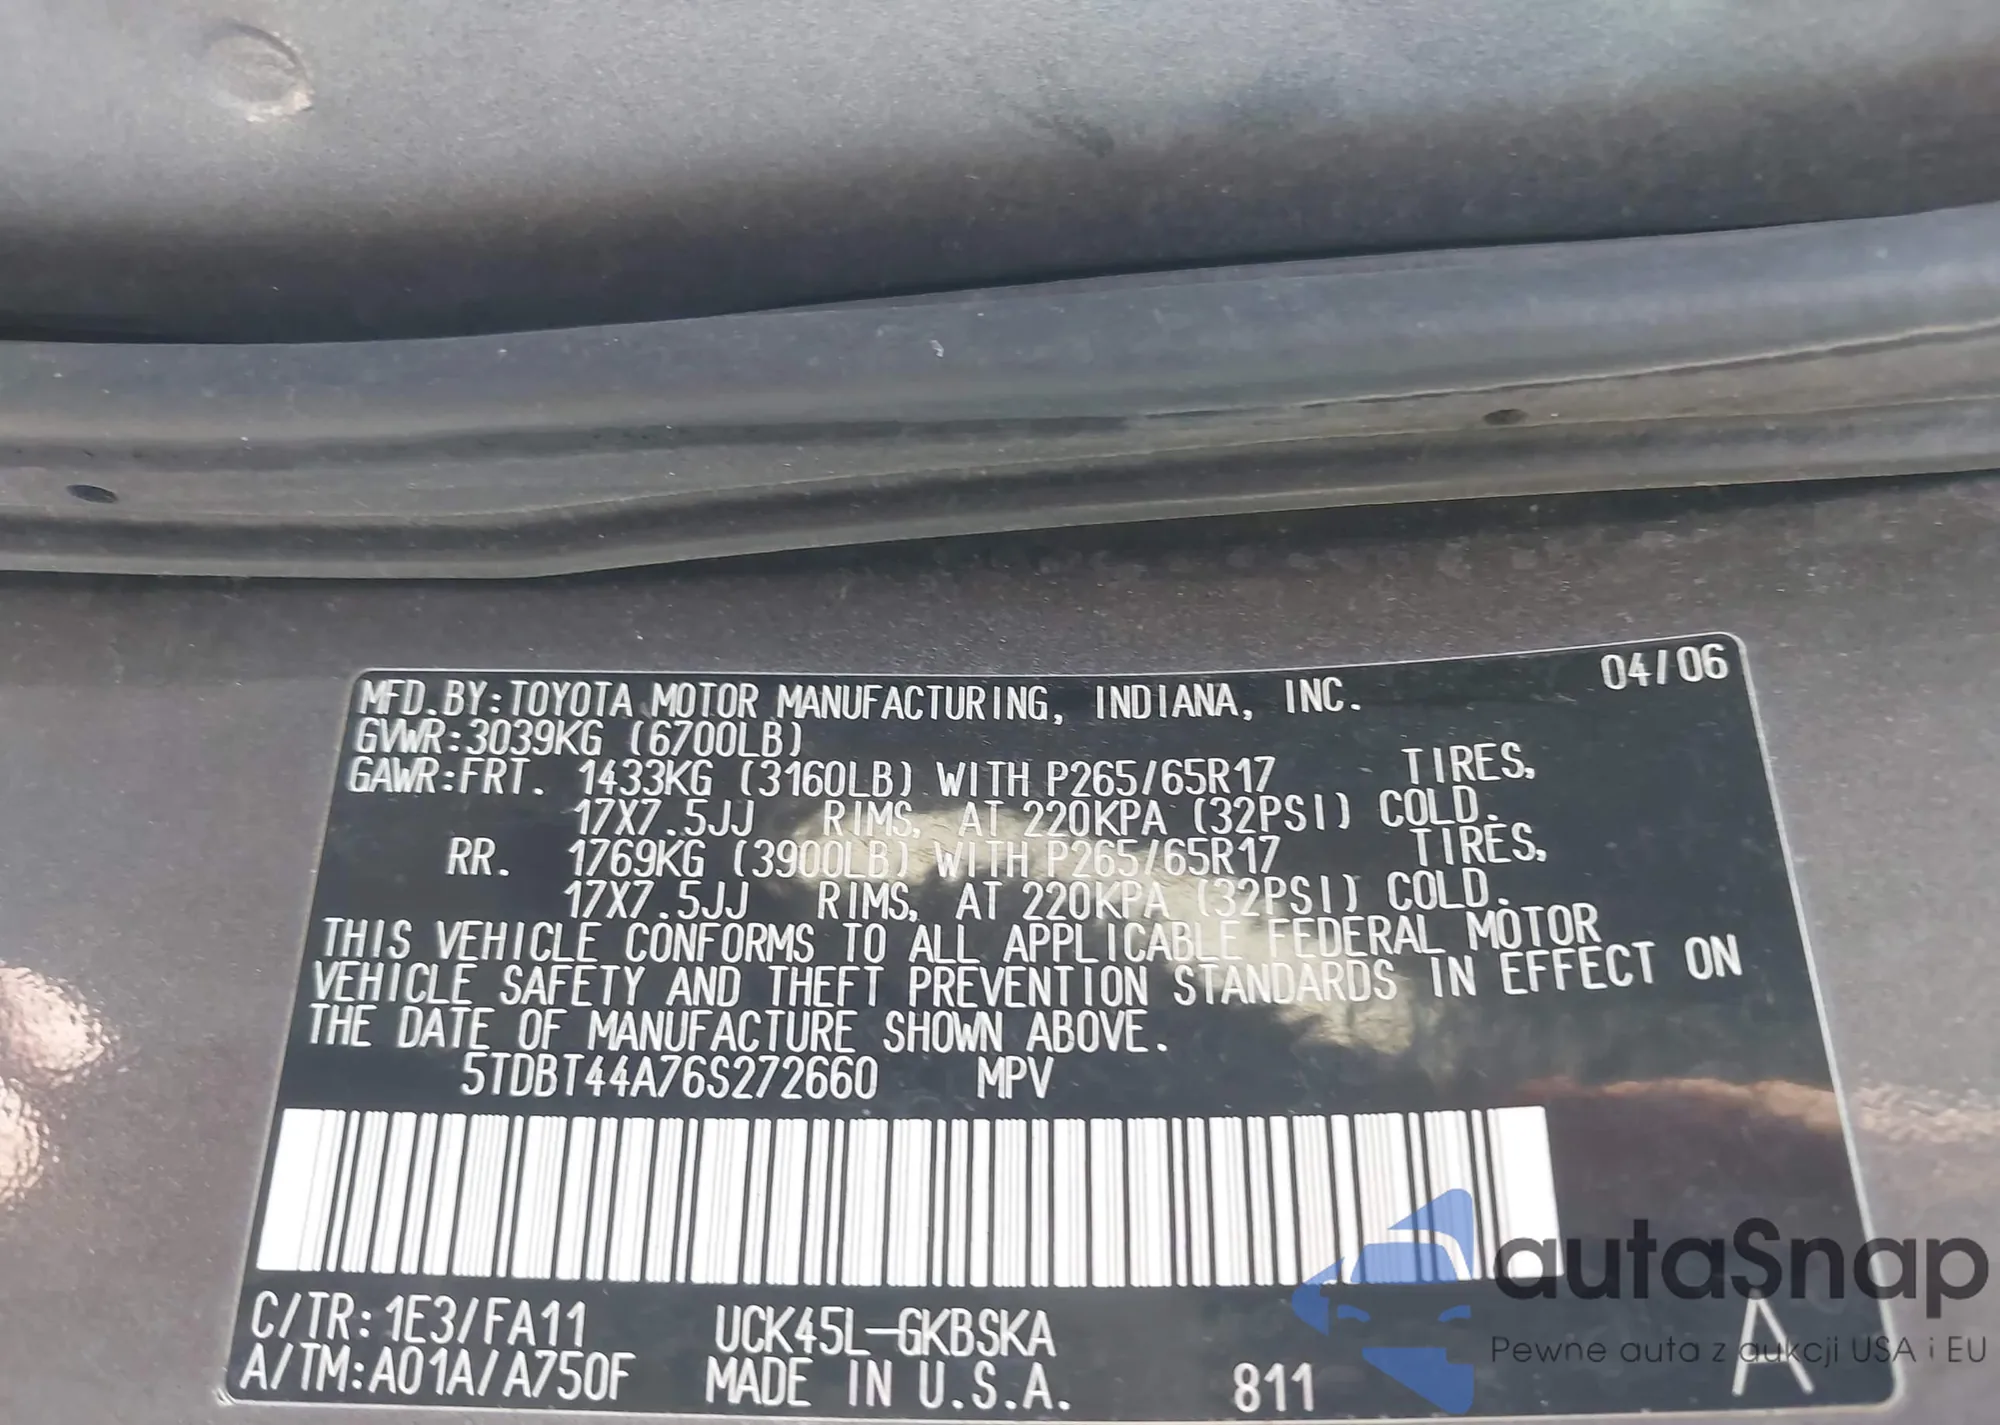 MFD.BY:TOYOTA MOTOR MANUFACTURING, INDIANA, INC. 04/06
GVWR:3039KG (6700LB)
GAWR:FRT. 1433KG (3160LB) WITH P265/65R17 TIRES,
17X7.5JJ RIMS, AT 220KPA (32PSI) COLD.
RR. 1769KG (3900LB) WITH P265/65R17 TIRES,
17X7.5JJ RIMS, AT 220KPA (32PSI) COLD.
THIS VEHICLE CONFORMS TO ALL APPLICABLE FEDERAL MOTOR
VEHICLE SAFETY AND THEFT PREVENTION STANDARDS IN EFFECT ON
THE DATE OF MANUFACTURE SHOWN ABOVE.
5TDBT44A76S272660 MPV
C/TR:1E3/FA11 UCK45L-GKBSKA
A/TM:A01A/A750F MADE IN U.S.A. 811 A
autaSnap
Pewne auta z aukcji USA i EU